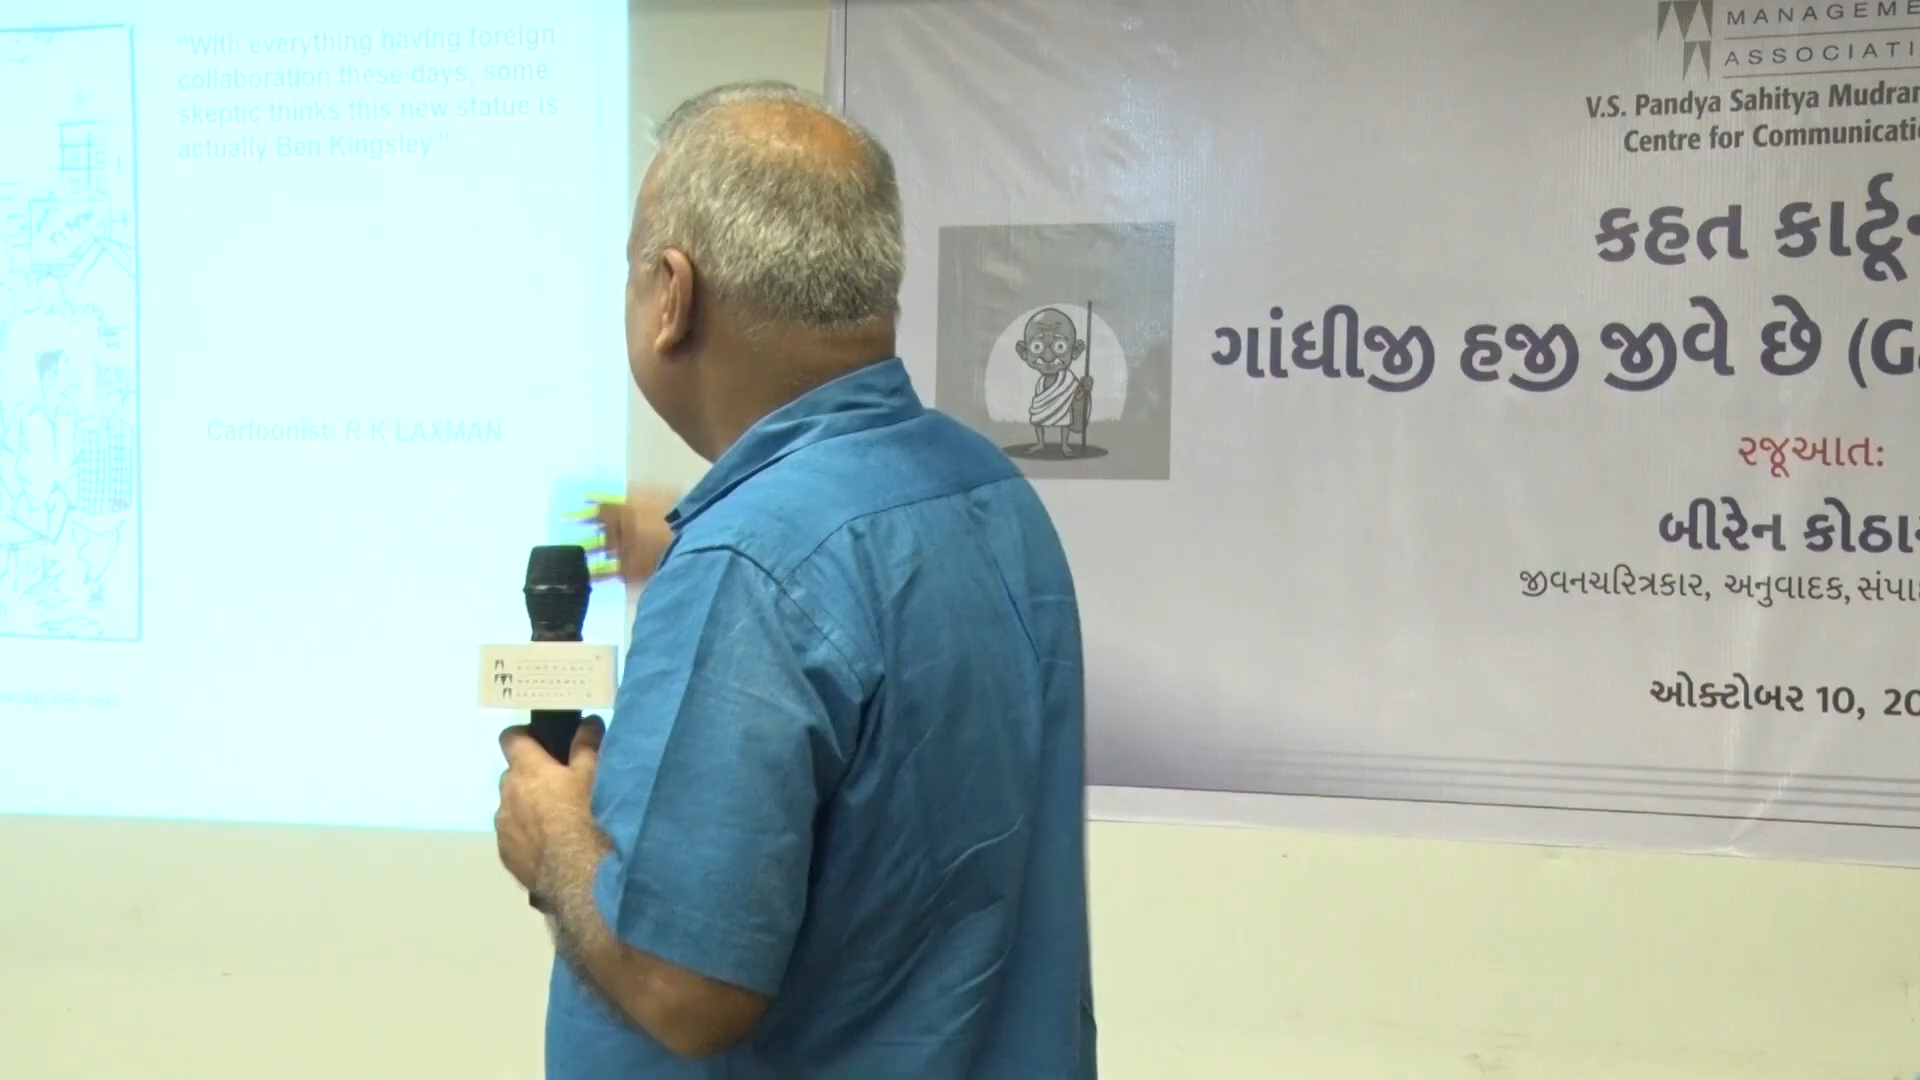 "With everything having foreign
collaboration these days, some
skeptic thinks this new statue is
actually Ben Kingsley."
Cartoonist: R K LAXMAN
MANAGEME
ASSOCIATI
V.S. Pandya Sahitya Mudran
Centre for Communicatio
કહત કાર્ટૂન
ગાંધીજી હજી જીવે છે (Ga
રજૂઆત:
બીરેન કોઠા
જીવનચરિત્રકાર, અનુવાદક, સંપા
ઓક્ટોબર 10, 20